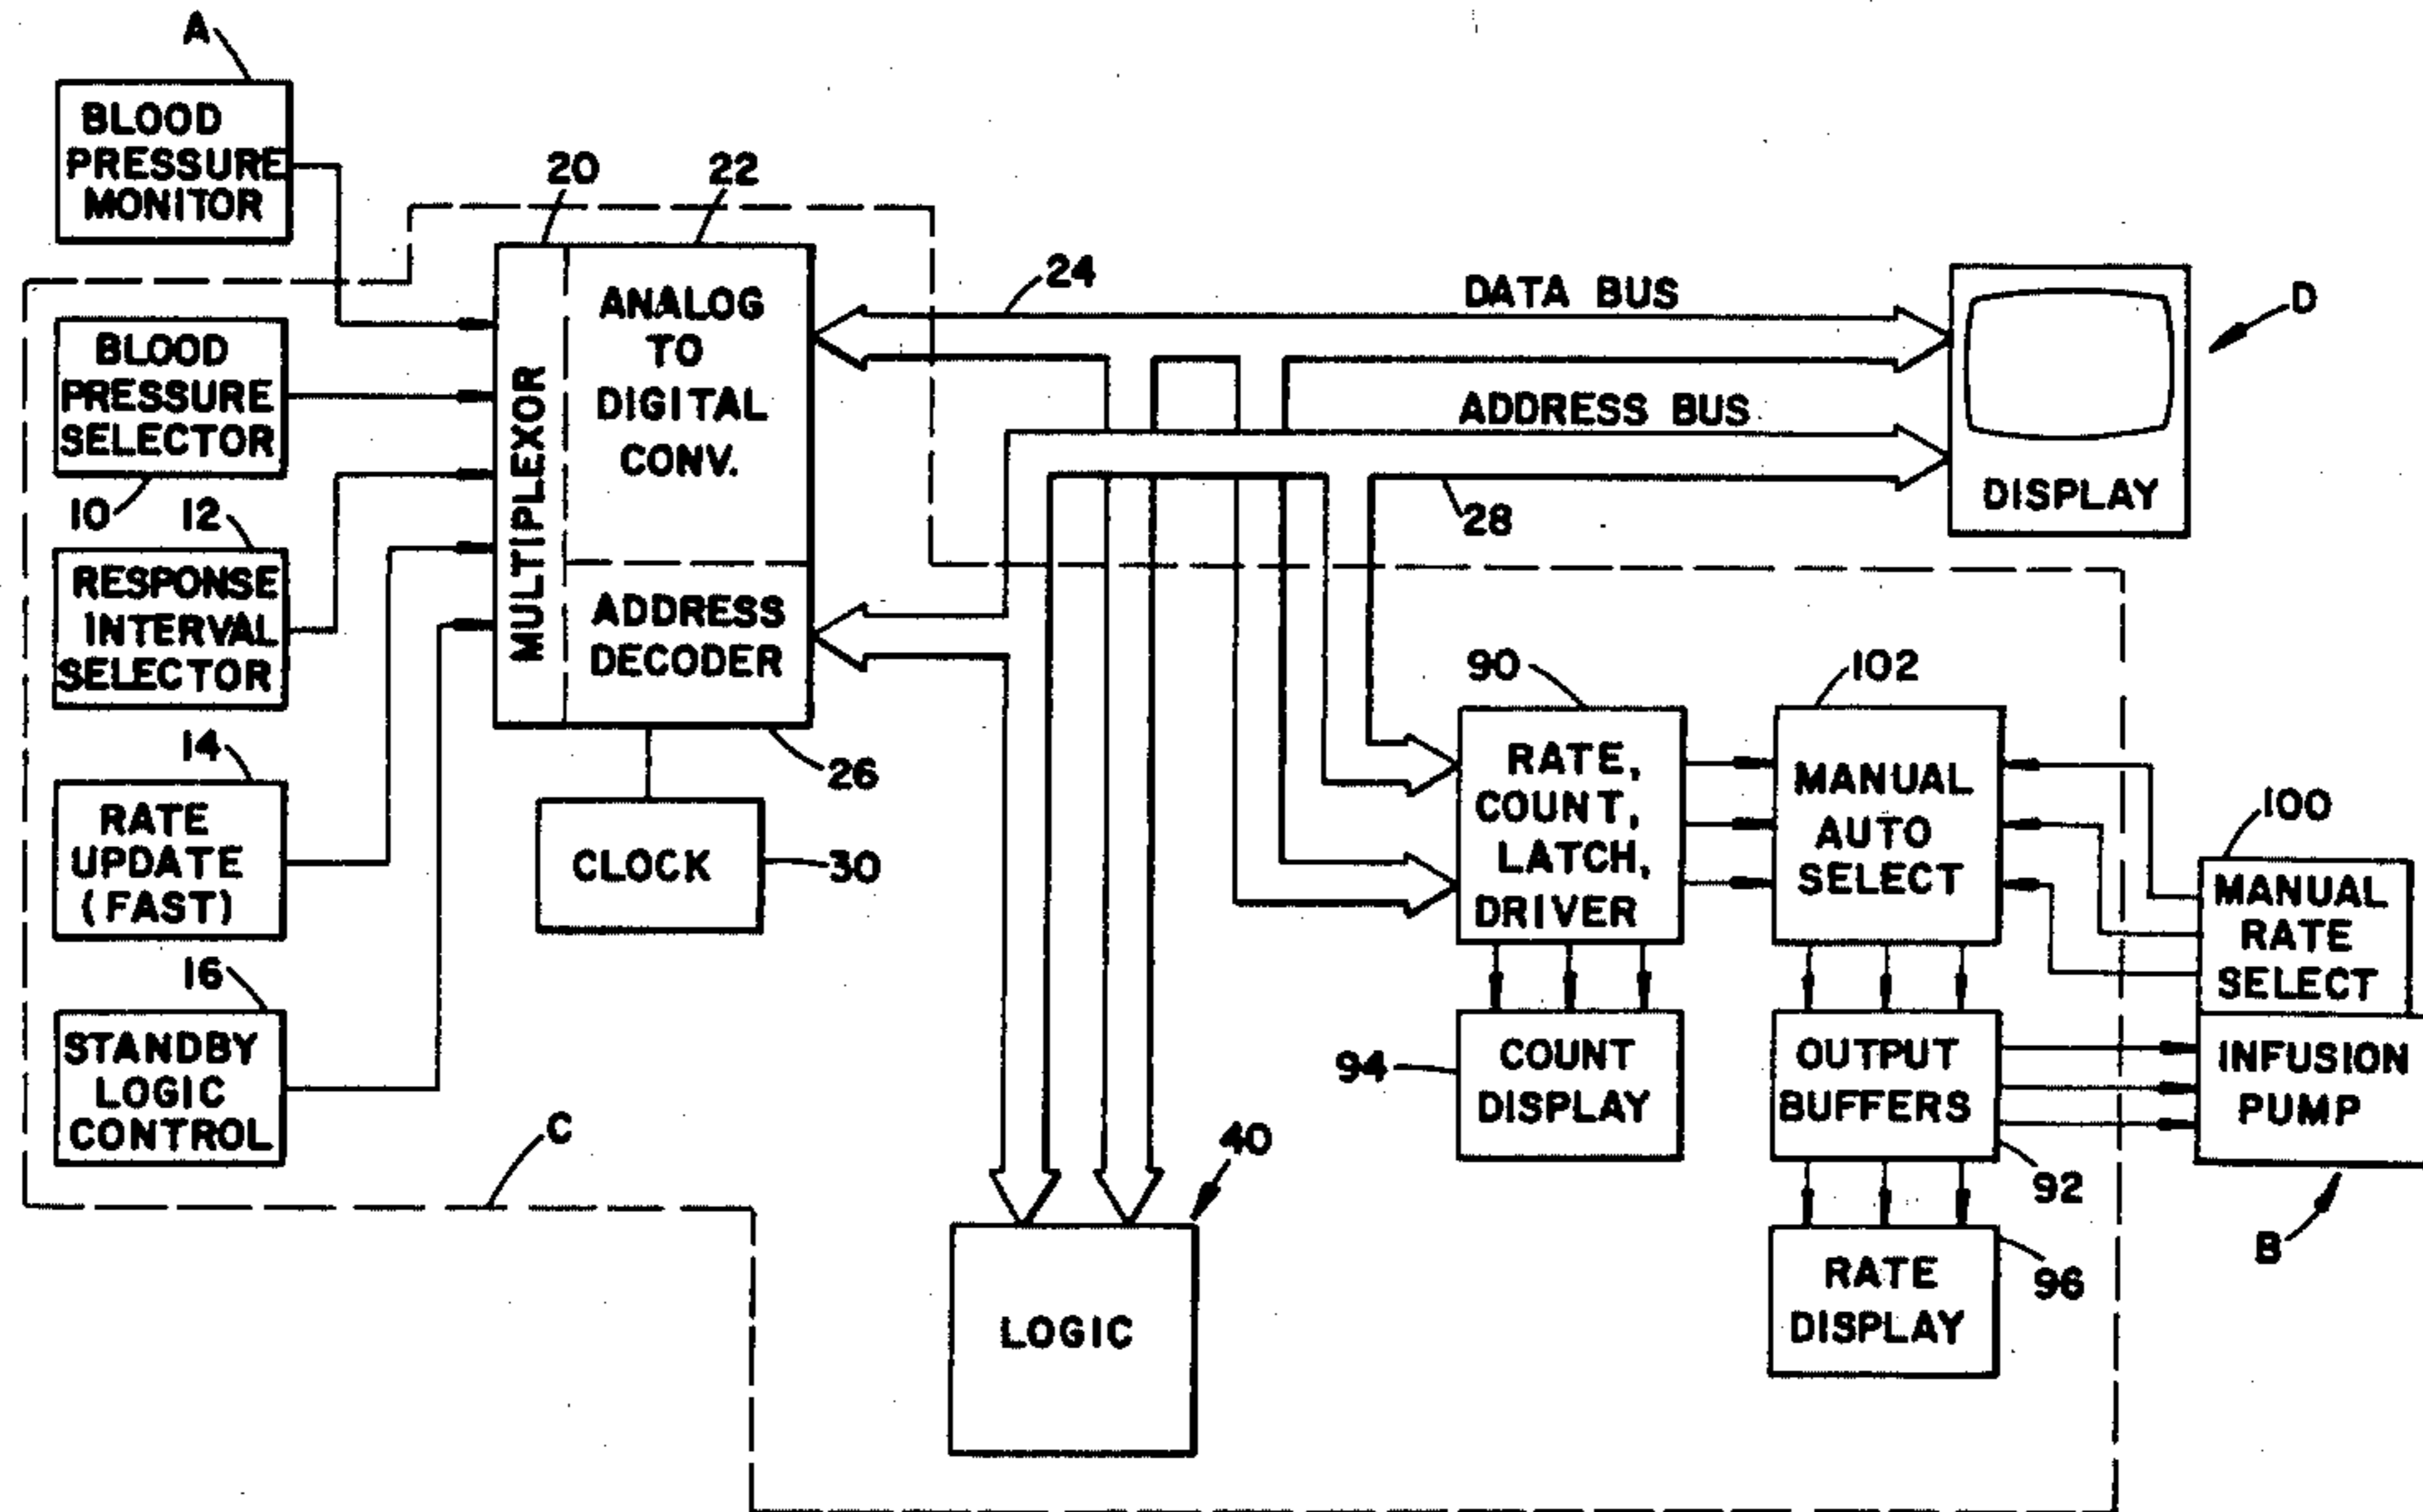 A
BLOOD
PRESSURE
MONITOR
20
22
BLOOD
PRESSURE
SELECTOR
10
12
RESPONSE
INTERVAL
SELECTOR
14
RATE
UPDATE
(FAST)
16
STANDBY
LOGIC
CONTROL
C
MULTIPLEXOR
ANALOG
TO
DIGITAL
CONV.
ADDRESS
DECODER
26
CLOCK
30
24
DATA BUS
ADDRESS BUS
28
DISPLAY
D
40
LOGIC
90
RATE,
COUNT,
LATCH,
DRIVER
94
COUNT
DISPLAY
102
MANUAL
AUTO
SELECT
OUTPUT
BUFFERS
92
RATE
DISPLAY
96
100
MANUAL
RATE
SELECT
INFUSION
PUMP
B